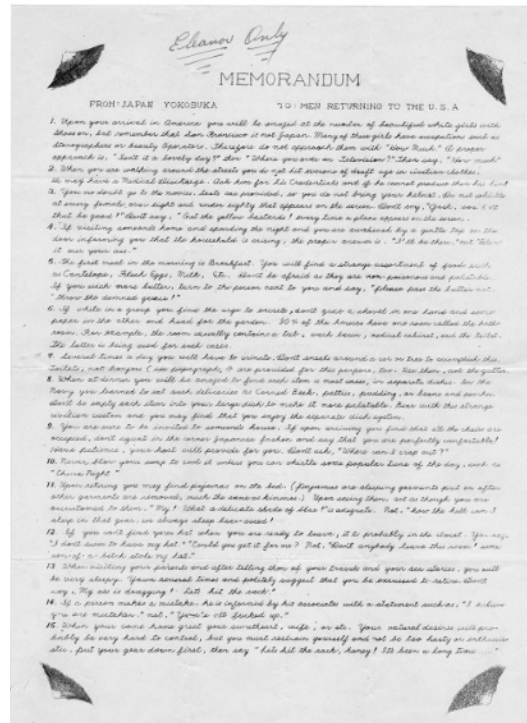 Eleanor Only
MEMORANDUM
FROM: JAPAN YOKOSUKA TO: MEN RETURNING TO THE U.S.A
1. Upon your arrival in America you will be amazed at the number of beautiful white girls with
shoes on, but remember that San Francisco is not Japan. Many of these girls have occupations such as
stenographers or beauty Operators. Therefore do not approach them with "How Much." A proper
approach is, "Isn't it a lovely day?" then "Where you ever on Television?" Then say, "How much"
2. When you are walking around the streets you do not hit everyone of draft age in civilian clothes.
He may have a Medical Discharge. Ask him for his Credentials and if he cannot produce them hit him!
3. You no doubt go to the movies. Seats are provided, so you do not bring your helmet. Do not whistle
at every female over eight and under eighty that appears on the screen. Don't say, "Gosh,
that be good!" Don't say, "Get the yellow bastards! every time a plane appears on the screen.
4. If visiting someones home and spending the night and you are awakened by a gentle tap on the
door informing you that the household is arising, the proper answer is "I'll be there," not "Blow
it our your ass."
5. The first meal in the morning is Breakfast. You will find a strange assortment of foods such
as Cantelope, Fresh Eggs, Milk, Etc. Don't be afraid as they are non-poisonous and palatable.
If you wish more butter, turn to the person next to you and say, "please pass the butter not:
"throw the damned grease!"
6. If while in a group you find the urge to excrete, don't grab a shovel in one hand and some
paper in the other and head for the garden. 90% of the houses have one room called the bath
room. For example, the room usually contains a tub, wash basin, medical cabinet, and the toilet.
The latter is being used for such cases.
7. Several times a day you will have to urinate. Don't sneak around a car or tree to accomplish this.
Toilets, not (see paragraph 6 are provided for this purpose, too. Use them, not the gutter.
8. When at dinner you will be amazed to find each item is most cases, in separate dishes. In the
Navy you learned to eat such delicacies as Corned Beef, patties, pudding, or beans and peaches
don't be empty each item into your large dish to make it more palatable. Bear with this strange
civilian custom and you may find that you enjoy the separate dish system.
9. You are sure to be invited to someones house. If upon arriving you find that all the chairs are
occupied, don't squat in the corner Japanese fashion and say that you are perfectly comfortable!
Have patience, your host will provide for you. Don't ask, "Where can I crap out?"
10. Never blow your soup to cool it unless you can whistle some popular tune of the day, such as
"China Night"
11. Upon retiring you may find pajamas on the bed. (Pinjamas are sleeping garments put on after
other garments are removed, much the same as kimonos.) Upon seeing them, act as though you are
accustomed to them. "My! What a delicate shade of blue" is adequate. Not, "how the hell can I
sleep in that gear, we always sleep bare-assed!
12. If you can't find your hat when you are ready to leave, it is probably in the closet. You say,
"I don't seem to have my hat." "Could you get it for me? Not, "Don't anybody leave this room! some
son-of-a-bitch stole my hat."
13. When visiting your parents and after telling them of your travels and your sea stories, you will
be very sleepy. Yawn several times and politely suggest that you be excused to retire. Don't
say, My ass is dragging! let's hit the sack."
14. If a person makes a mistake, he is informed by his associates with a statement such as, "I believe
you are mistaken," not, "You're all fucked up."
15. When your come home greet your sweetheart, wife, or etc. Your natural desires will pro-
bably be very hard to control, but you must restrain yourself and not be too hasty or enthusia
stic, put your gear down first, then say "lets hit the rack, honey! Its been a long time ...."